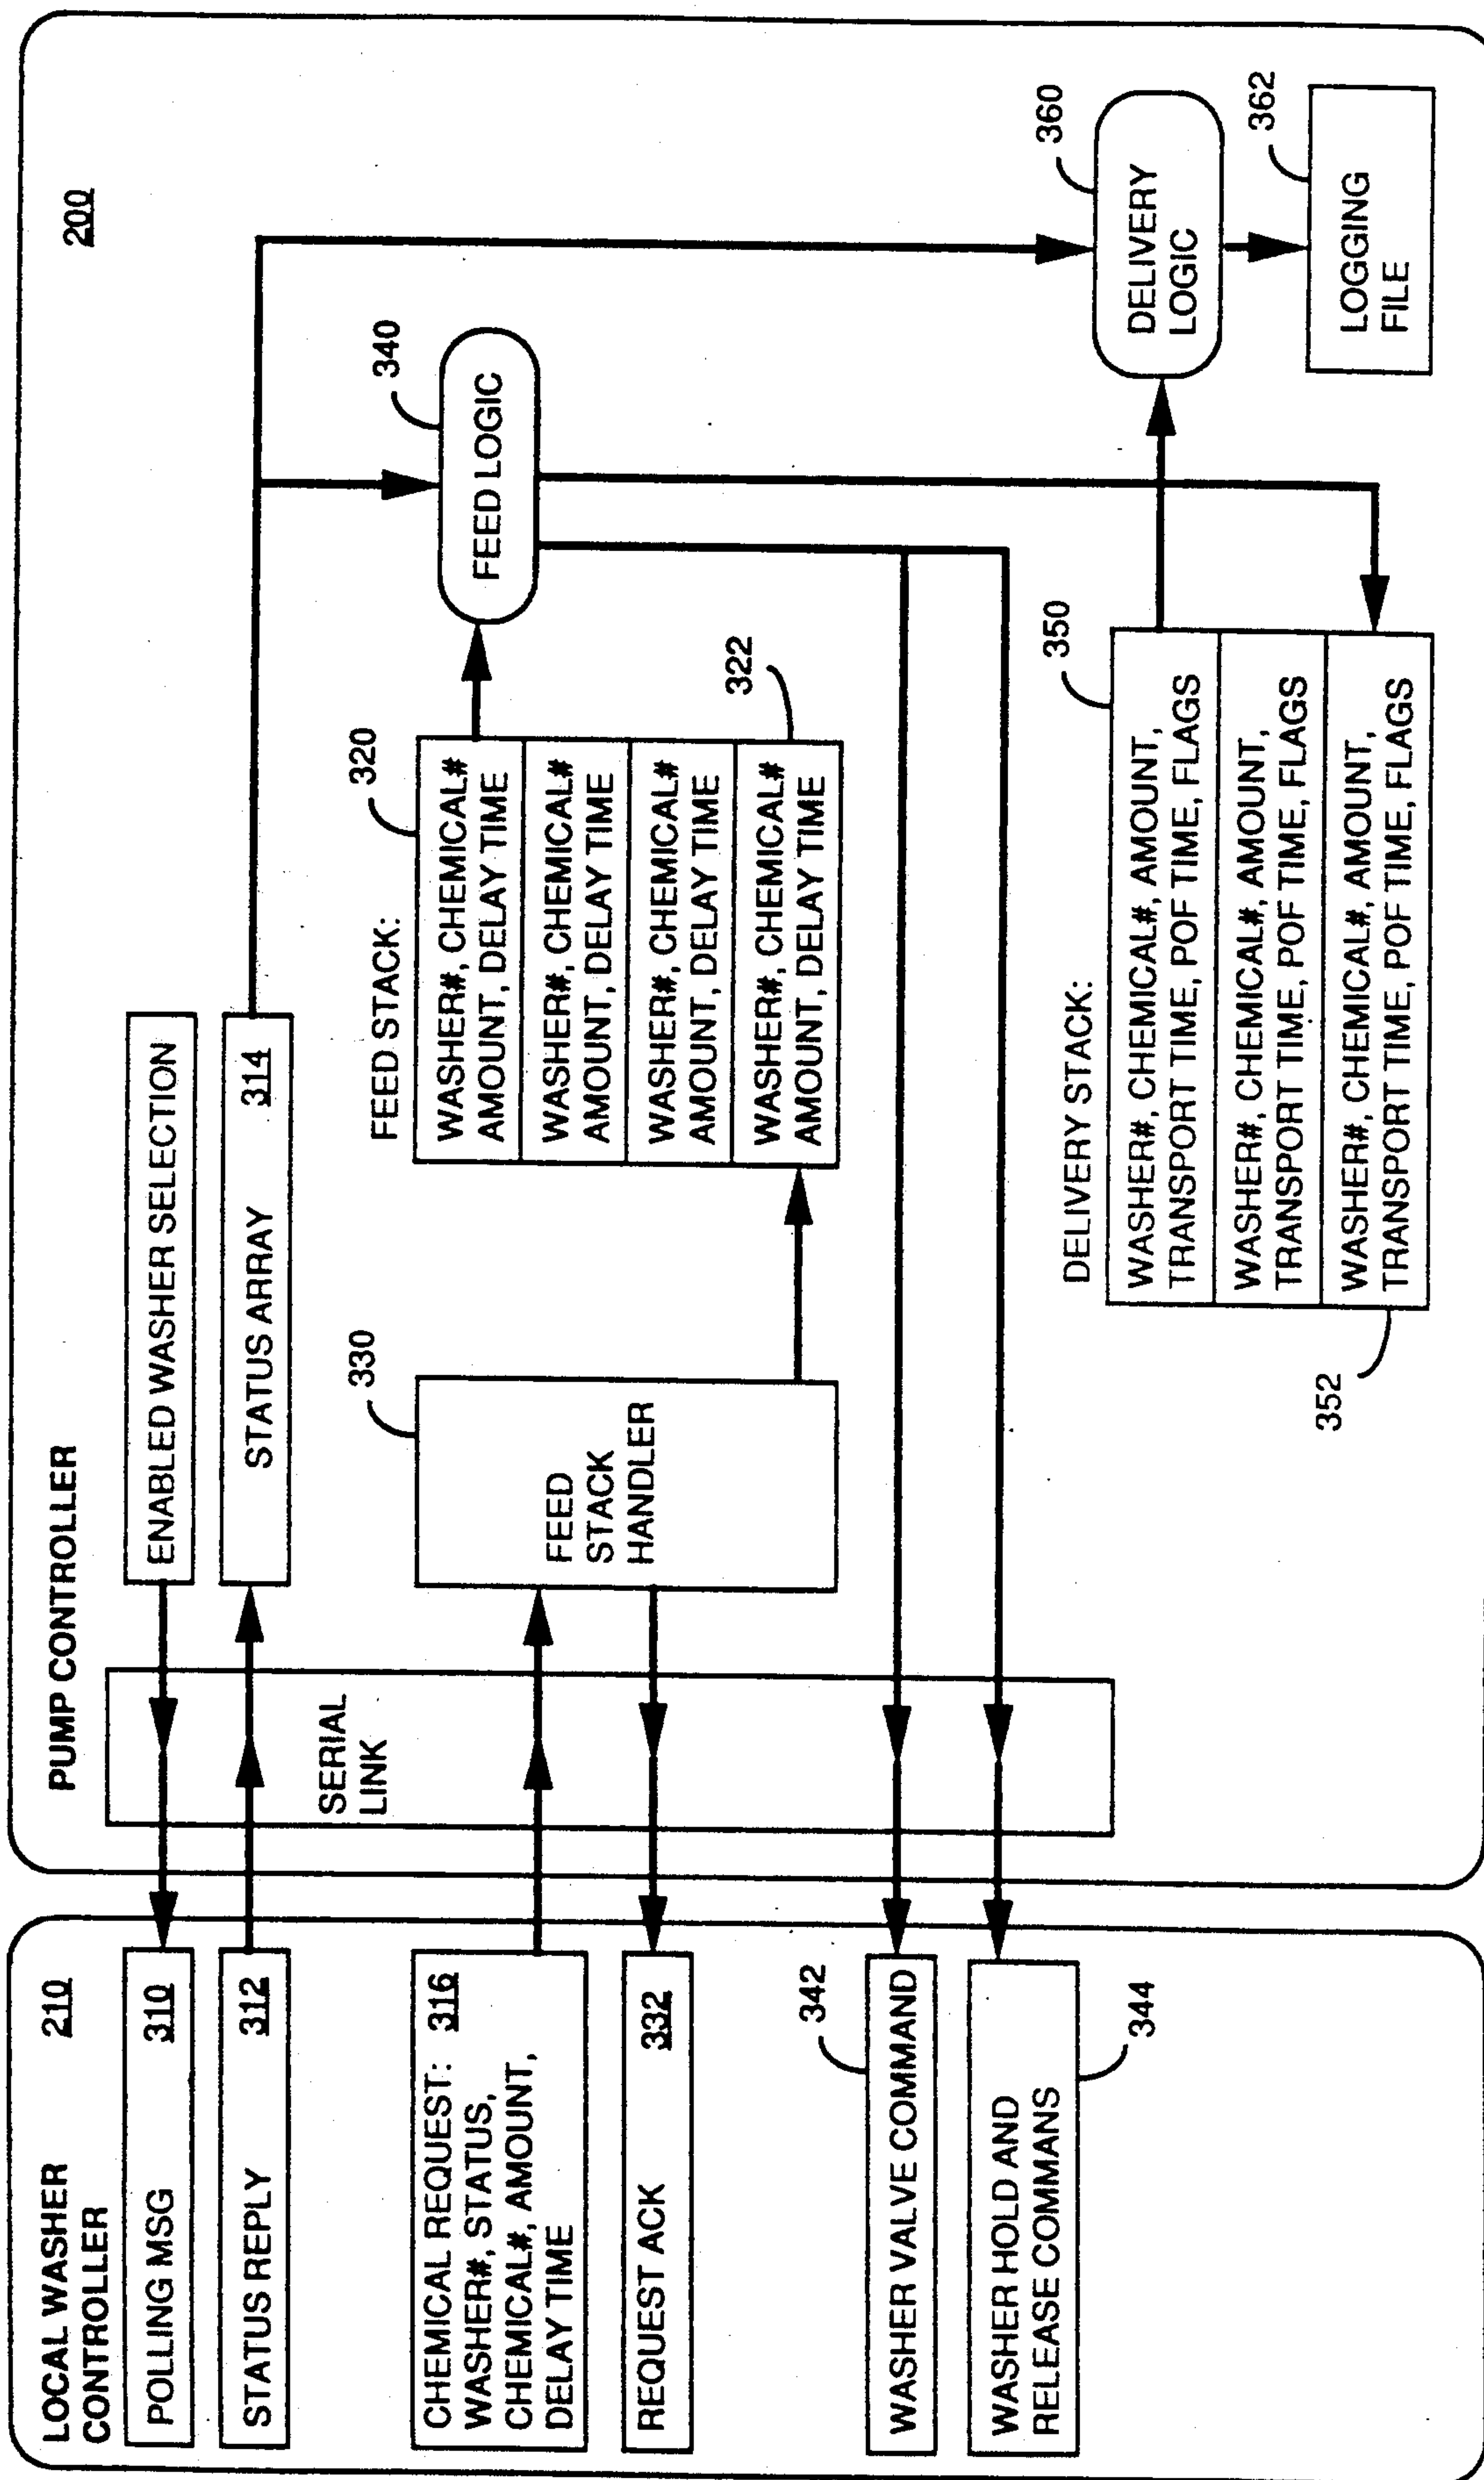 LOCAL WASHER
CONTROLLER
210
POLLING MSG 310
STATUS REPLY 312
CHEMICAL REQUEST: 316
WASHER#, STATUS,
CHEMICAL#, AMOUNT,
DELAY TIME
REQUEST ACK 332
342
WASHER VALVE COMMAND
WASHER HOLD AND
RELEASE COMMANS
344
PUMP CONTROLLER
200
SERIAL
LINK
ENABLED WASHER SELECTION
STATUS ARRAY 314
330
FEED
STACK
HANDLER
FEED STACK:
320
WASHER#, CHEMICAL#
AMOUNT, DELAY TIME
WASHER#, CHEMICAL#
AMOUNT, DELAY TIME
WASHER#, CHEMICAL#
AMOUNT, DELAY TIME
WASHER#, CHEMICAL#
AMOUNT, DELAY TIME
322
340
FEED LOGIC
DELIVERY STACK:
350
WASHER#, CHEMICAL#, AMOUNT,
TRANSPORT TIME, POF TIME, FLAGS
WASHER#, CHEMICAL#, AMOUNT,
TRANSPORT TIME, POF TIME, FLAGS
WASHER#, CHEMICAL#, AMOUNT,
TRANSPORT TIME, POF TIME, FLAGS
352
360
DELIVERY
LOGIC
362
LOGGING
FILE